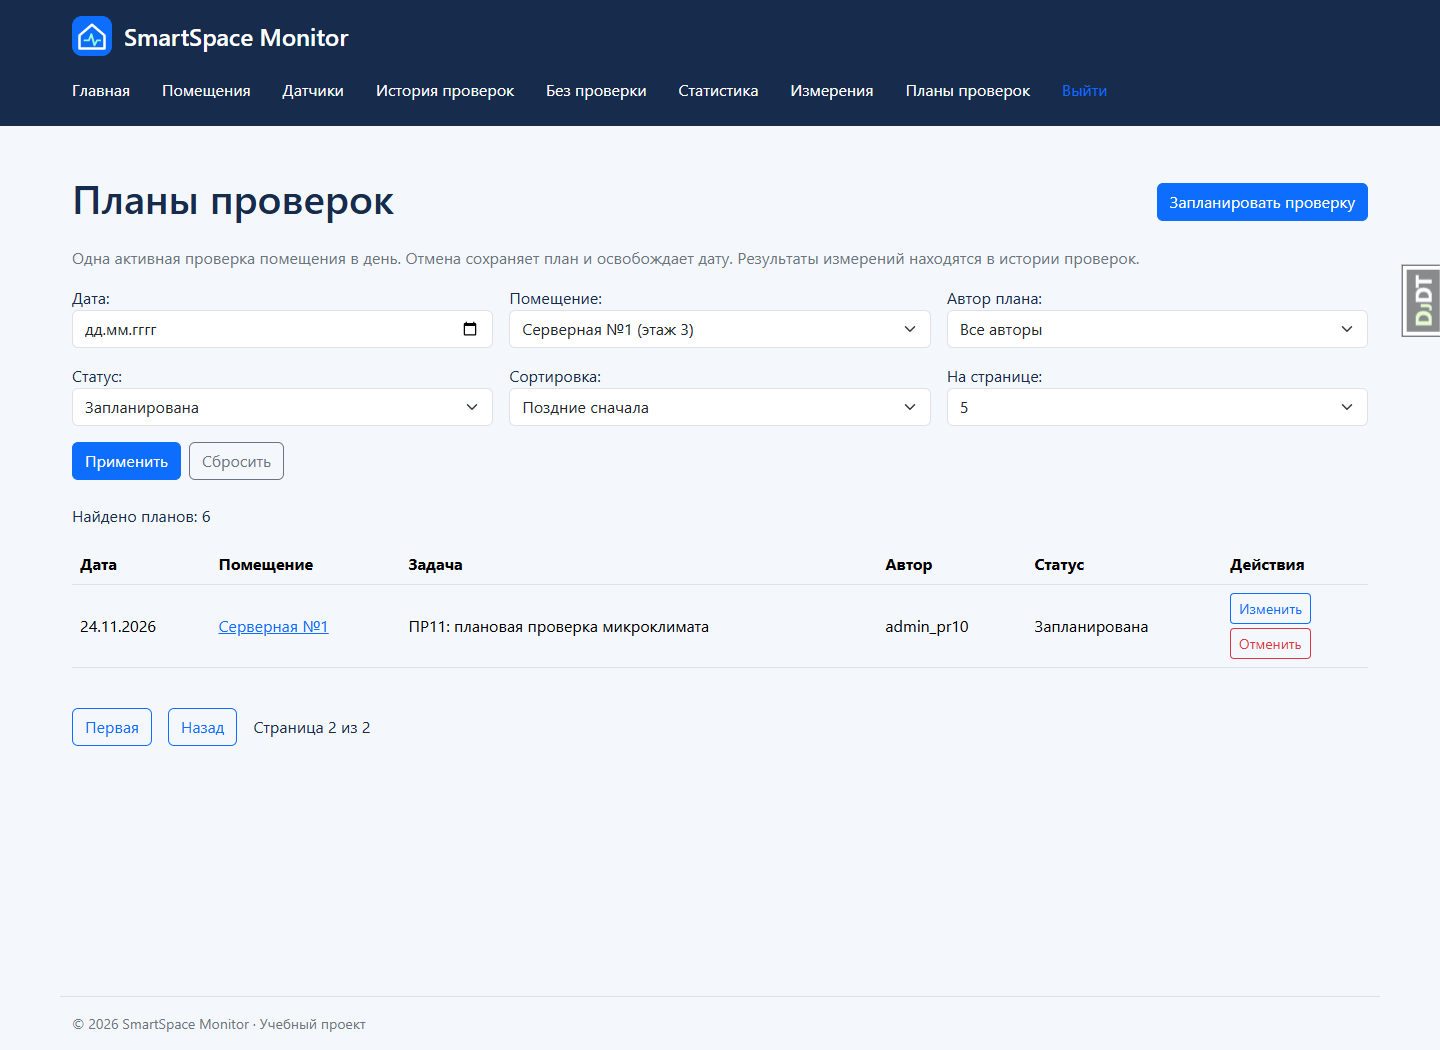 SmartSpace Monitor
Главная Помещения Датчики История проверок Без проверки Статистика Измерения Планы проверок Выйти
Планы проверок
Запланировать проверку
Одна активная проверка помещения в день. Отмена сохраняет план и освобождает дату. Результаты измерений находятся в истории проверок.
Дата: Помещение: Автор плана:
дд.мм.гггг Серверная №1 (этаж 3) Все авторы
Статус: Сортировка: На странице:
Запланирована Поздние сначала 5
Применить Сбросить
Найдено планов: 6
Дата Помещение Задача Автор Статус Действия
24.11.2026 Серверная №1 ПР11: плановая проверка микроклимата admin_pr10 Запланирована Изменить
Отменить
Первая Назад Страница 2 из 2
© 2026 SmartSpace Monitor · Учебный проект
DJDT